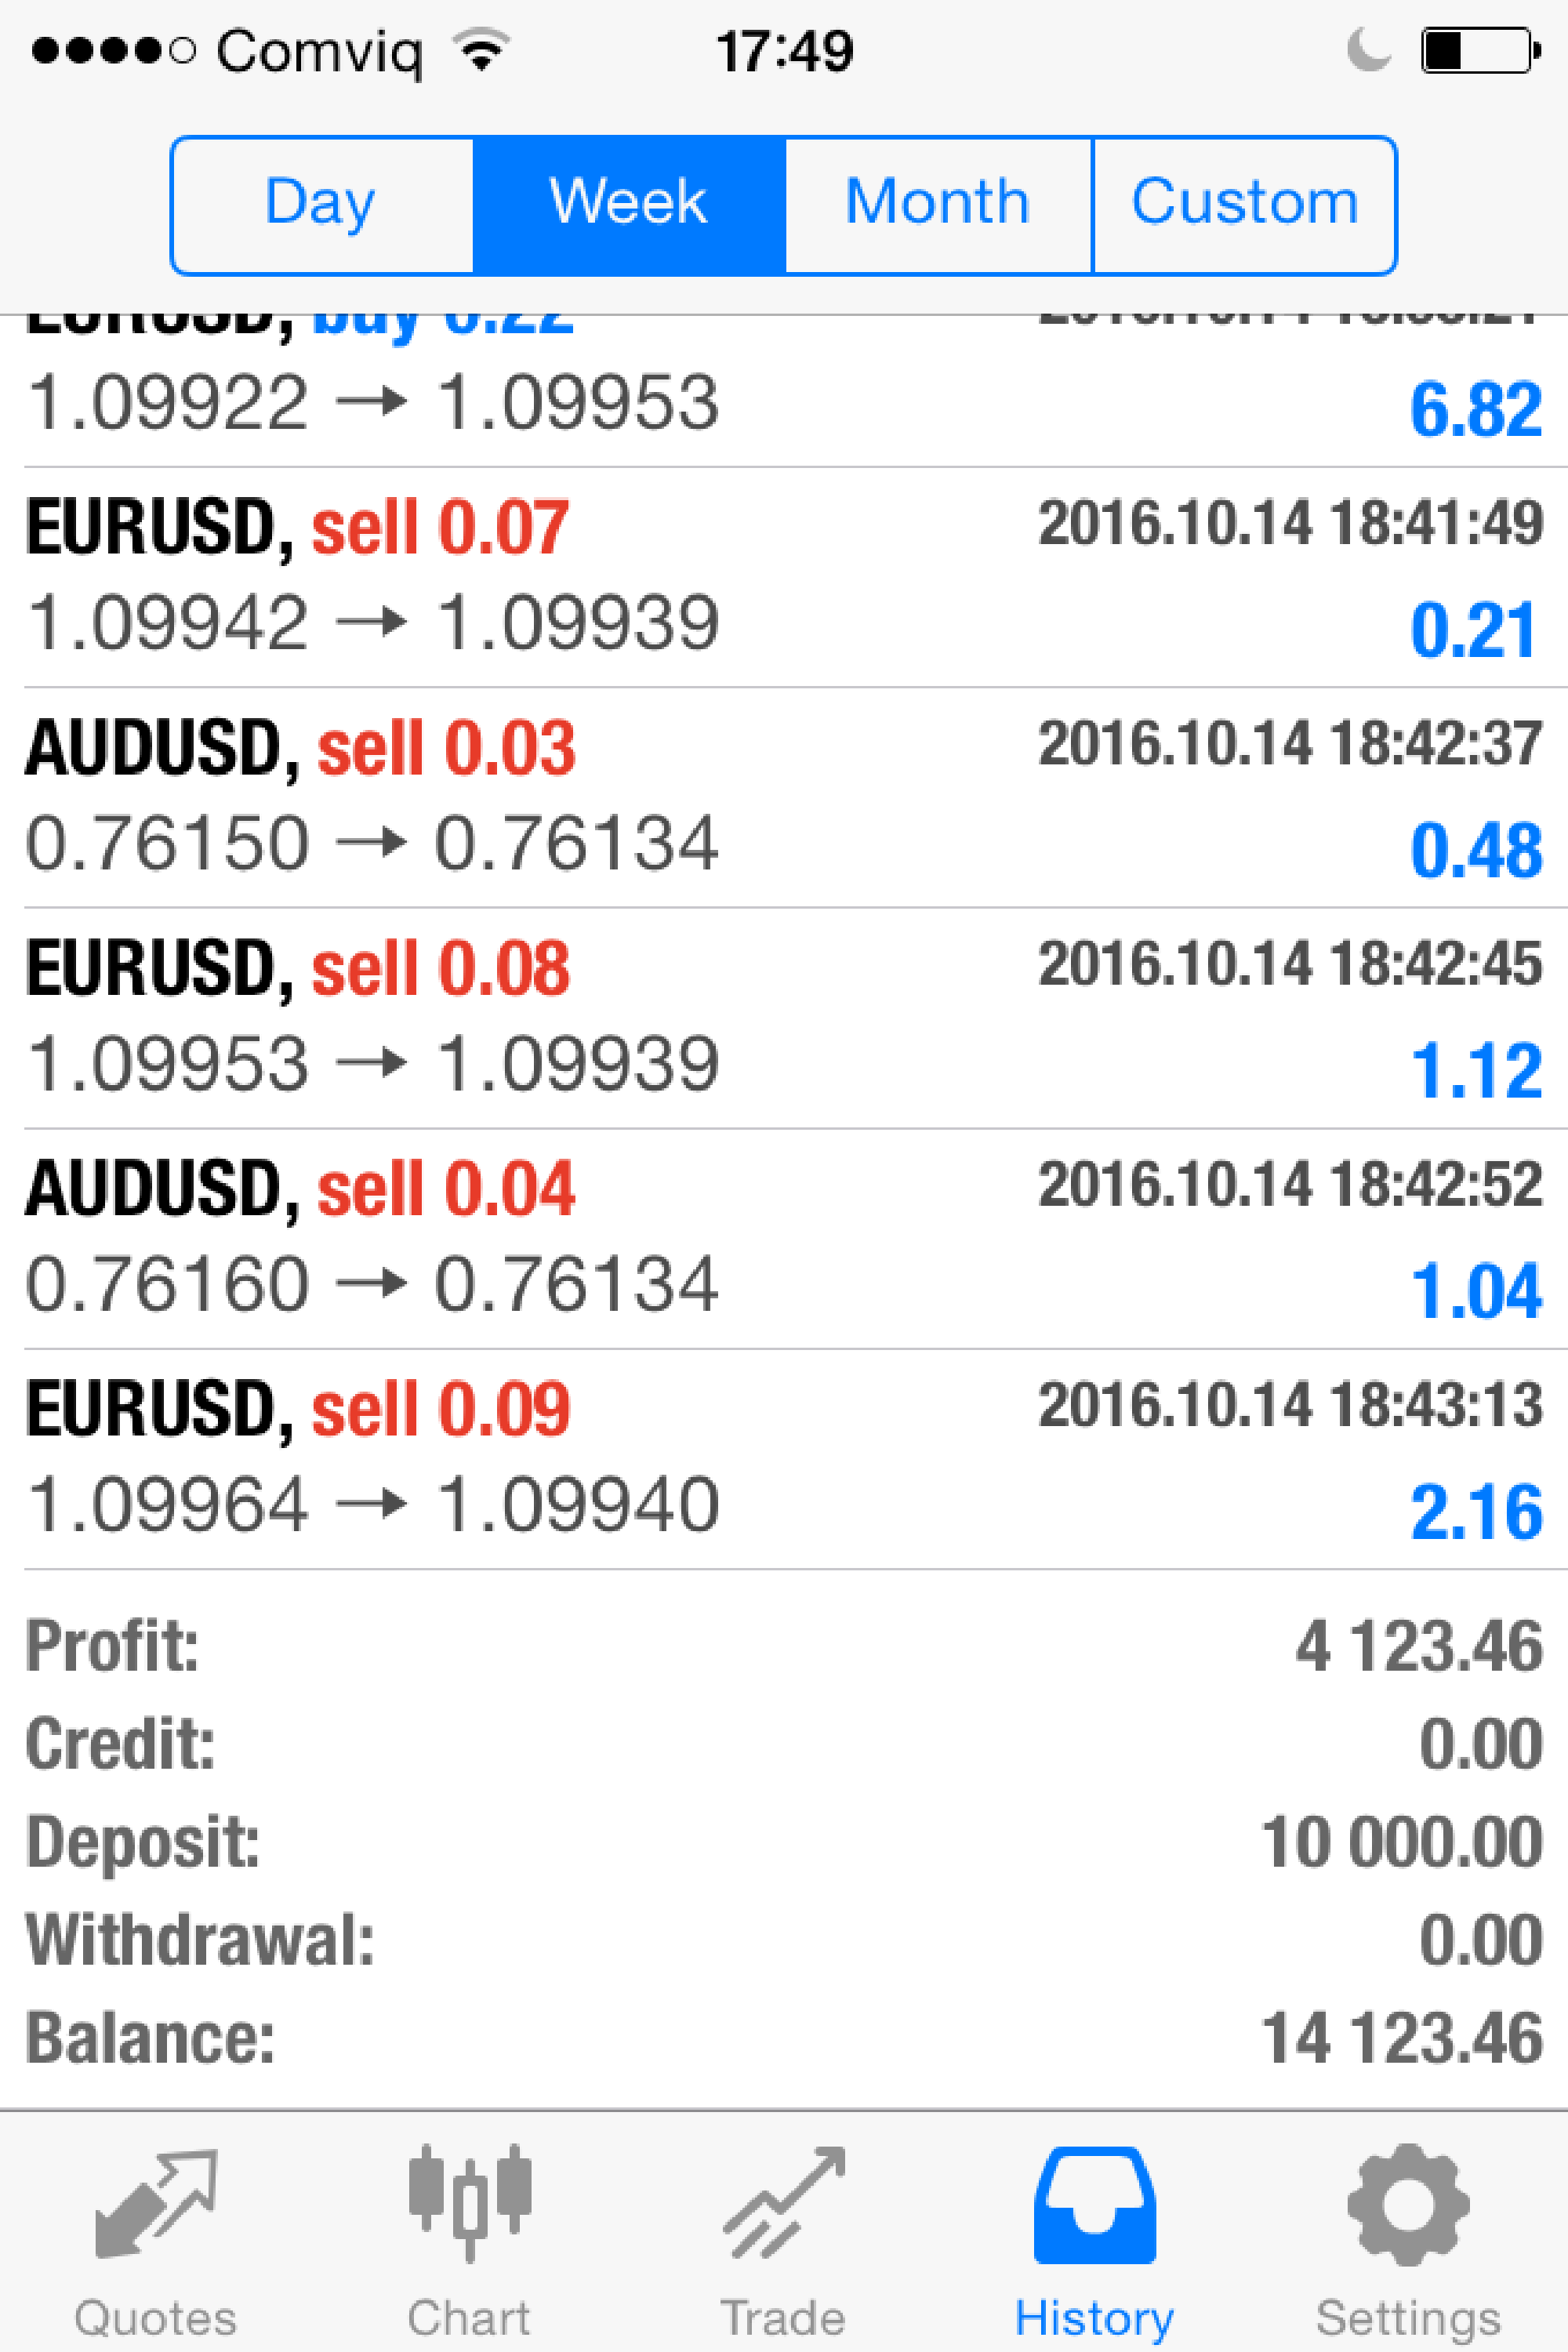 Comviq 17:49
Day Week Month Custom
EURUSD, buy 0.22
1.09922 → 1.09953 6.82
EURUSD, sell 0.07 2016.10.14 18:41:49
1.09942 → 1.09939 0.21
AUDUSD, sell 0.03 2016.10.14 18:42:37
0.76150 → 0.76134 0.48
EURUSD, sell 0.08 2016.10.14 18:42:45
1.09953 → 1.09939 1.12
AUDUSD, sell 0.04 2016.10.14 18:42:52
0.76160 → 0.76134 1.04
EURUSD, sell 0.09 2016.10.14 18:43:13
1.09964 → 1.09940 2.16
Profit: 4 123.46
Credit: 0.00
Deposit: 10 000.00
Withdrawal: 0.00
Balance: 14 123.46
Quotes Chart Trade History Settings